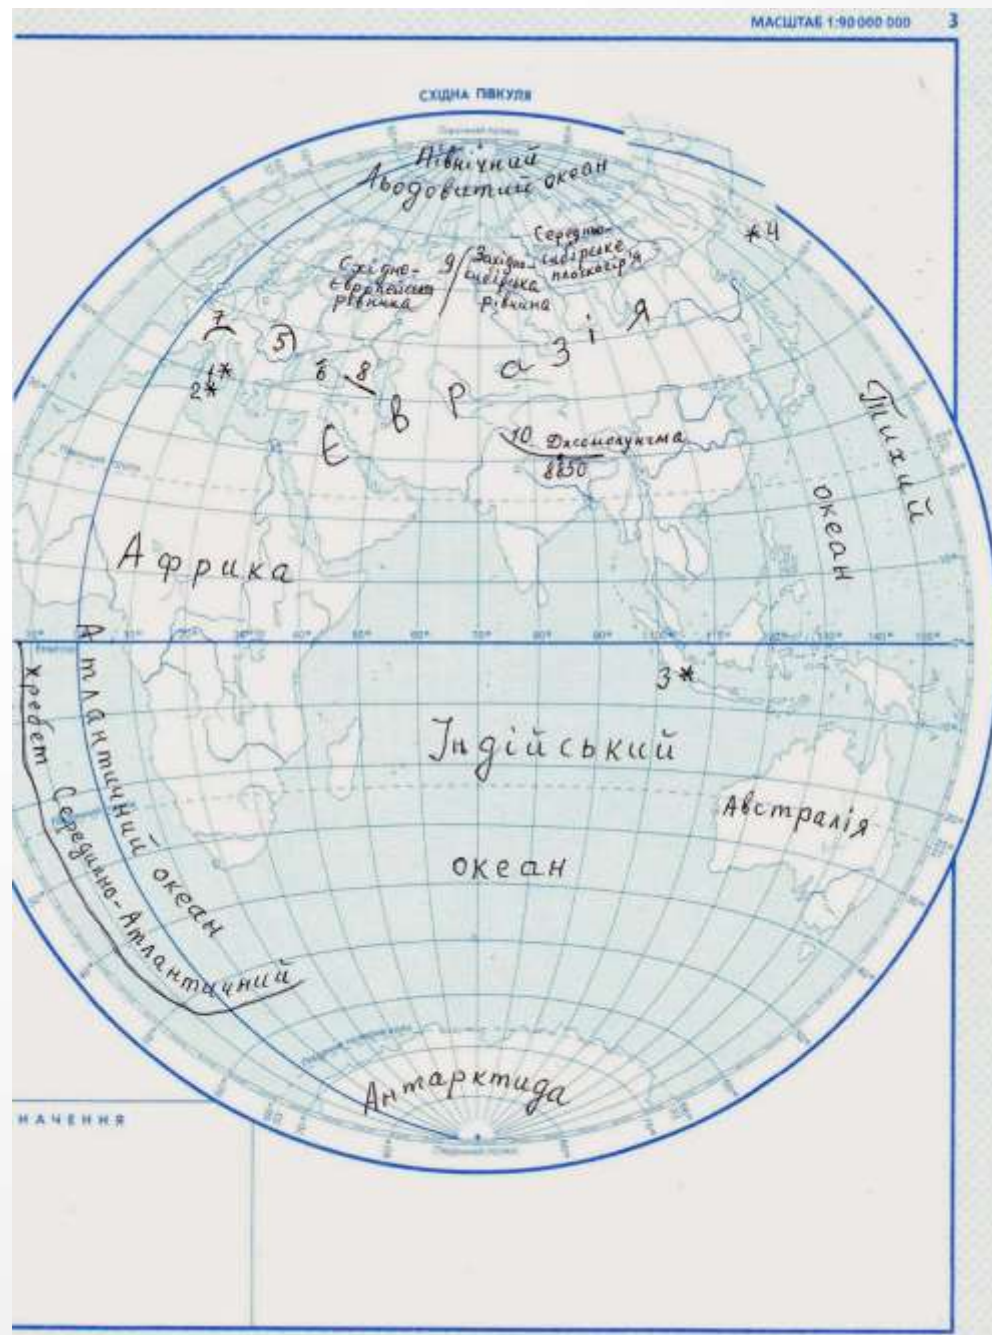 МАСШТАБ 1:90 000 000 3
СХІДНА ПІВКУЛЯ
Північний
Льодовитий океан
*4
Східно-
Європейська
рівнина
9
Західно-
сибірська
рівнина
Середньо-
сибірське
плоскогір'я
7
5
6
8
1*
2*
Євразія
10 Джомолунгма
8850
Тихий
океан
Африка
3*
Атлантичний океан
хребет Серединно-Атлантичний
Індійський
океан
Австралія
Антарктида
НАЧЕННЯ